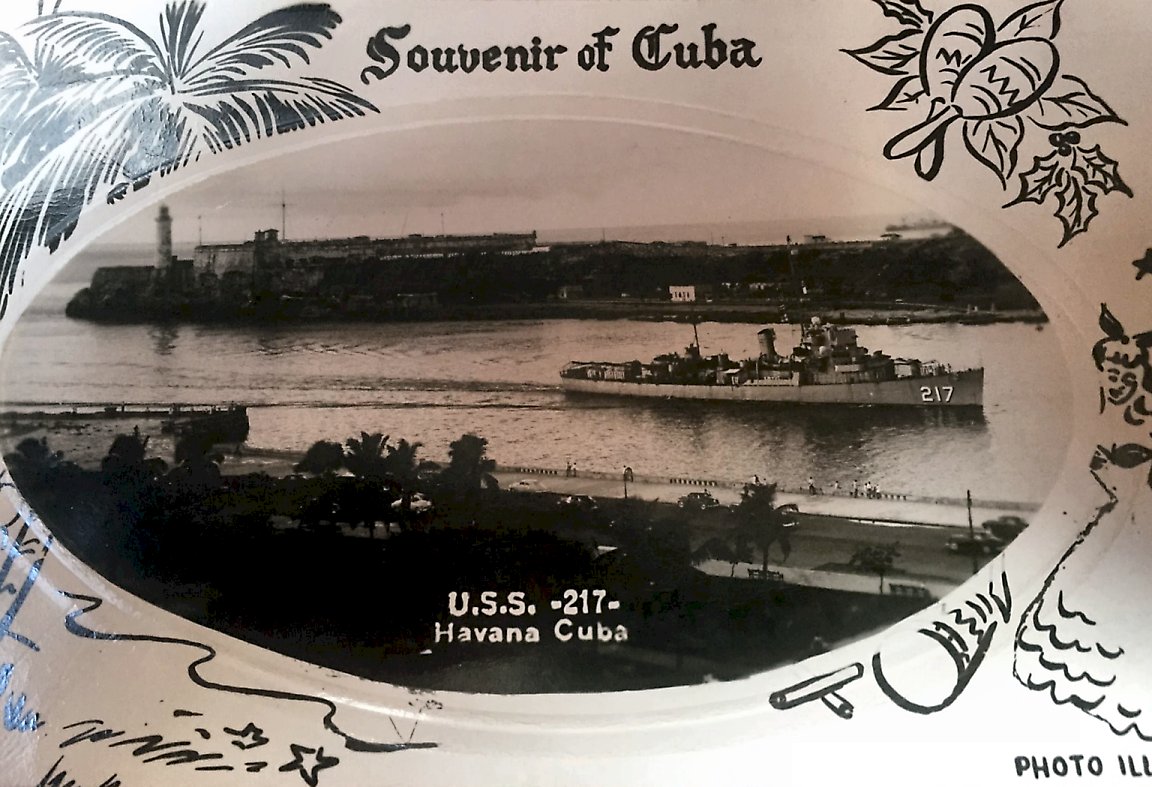 Souvenir of Cuba
217
U.S.S. -217-
Havana Cuba
PHOTO ILL